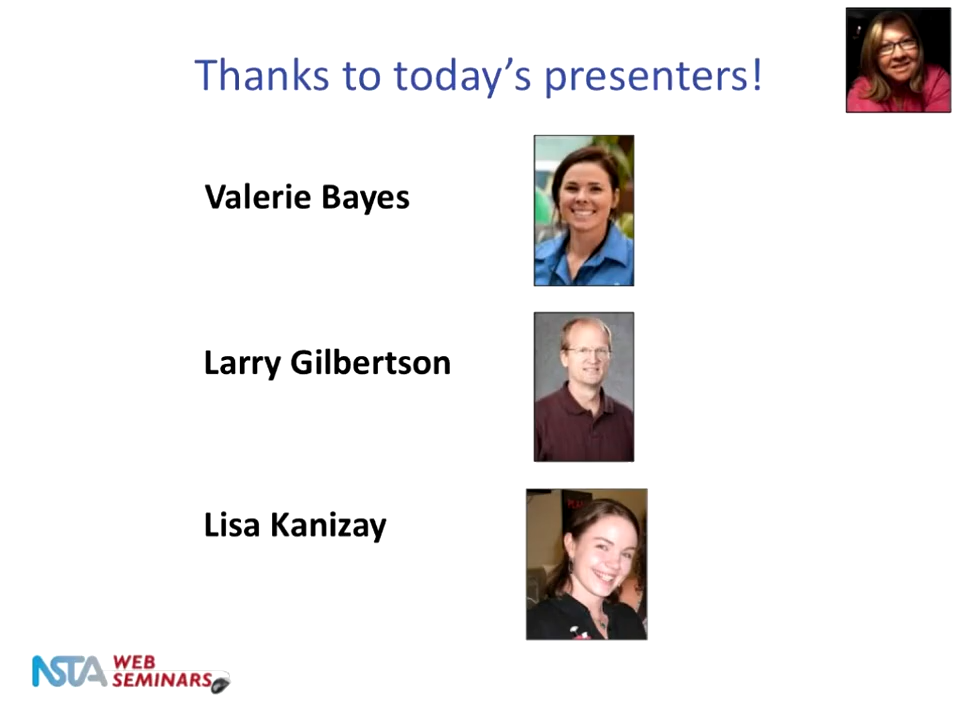 Thanks to today's presenters!
Valerie Bayes
Larry Gilbertson
Lisa Kanizay
NSTA WEB
SEMINARS